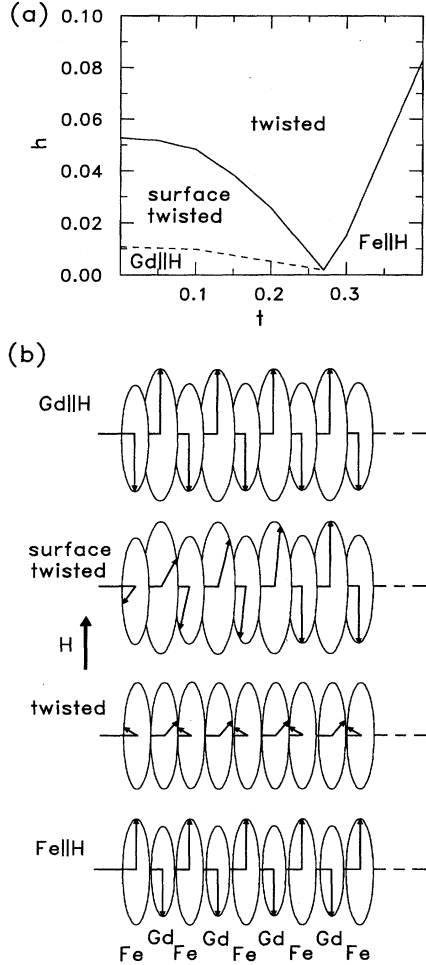 (a)
0.10
0.08
0.06
h
0.04
0.02
0.00
twisted
surface
twisted
Gd||H
Fe||H
0.1
0.2
0.3
t
(b)
Gd||H
surface
twisted
H
twisted
Fe||H
Fe Gd Fe Gd Fe Gd Fe Gd Fe